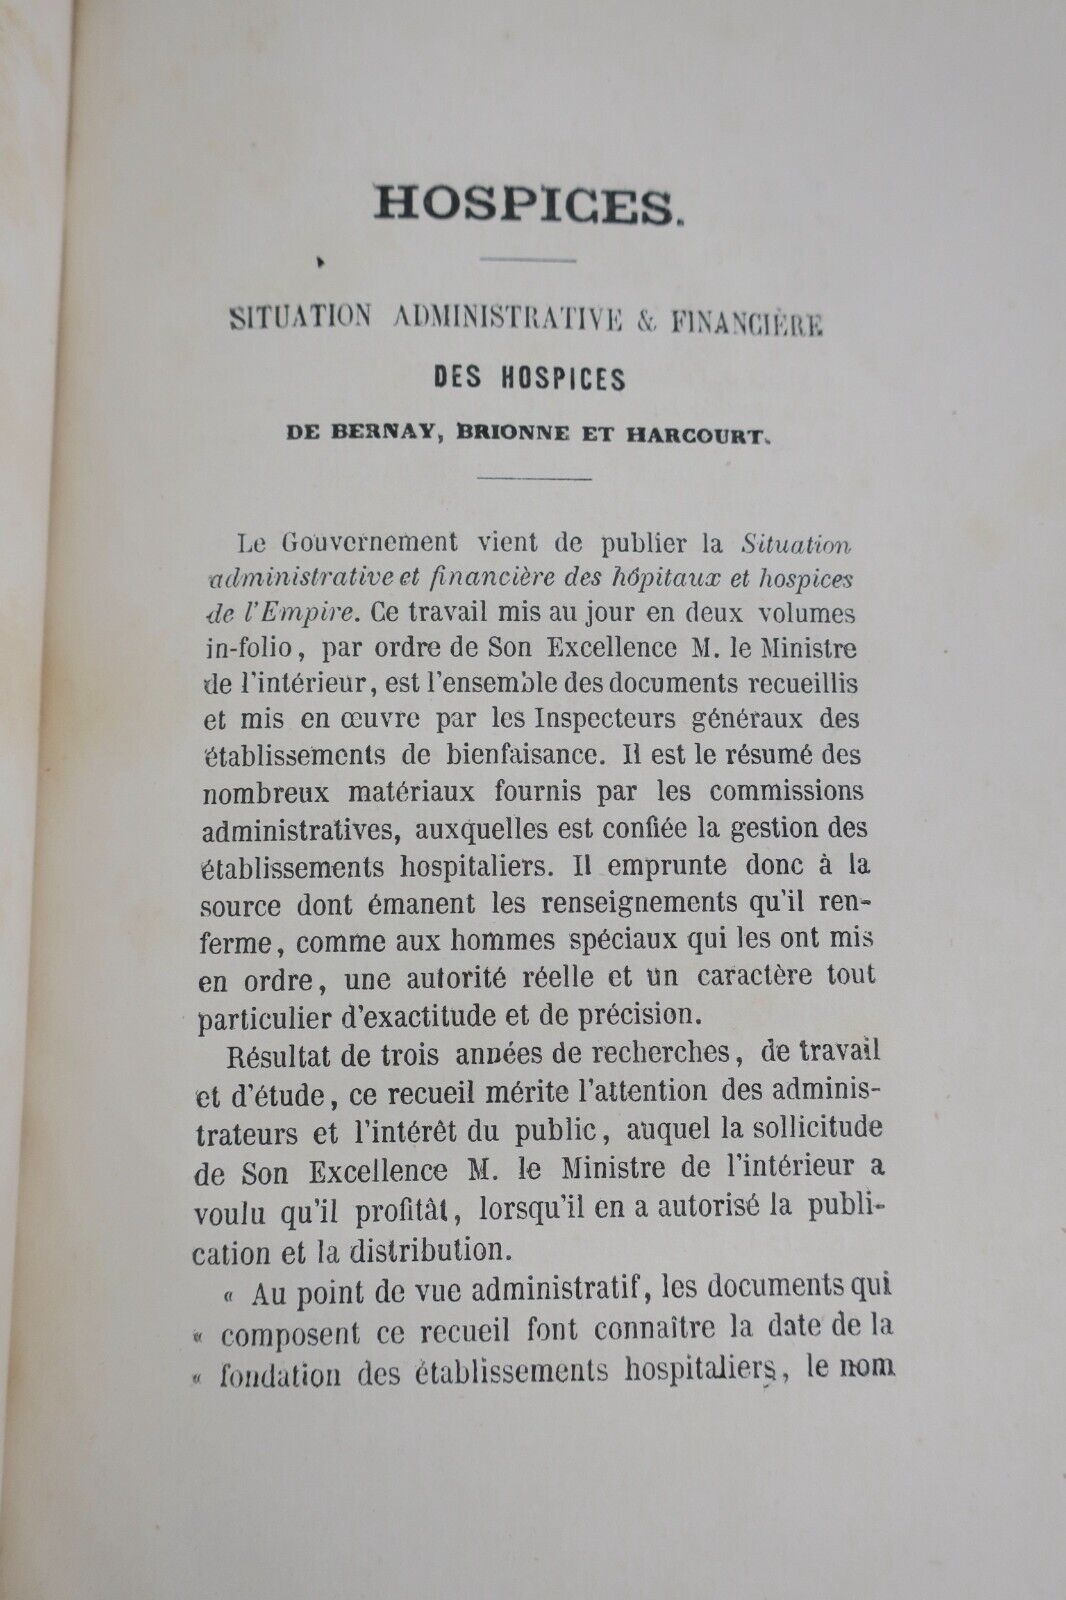 HOSPICES.
SITUATION ADMINISTRATIVE & FINANCIÈRE
DES HOSPICES
DE BERNAY, BRIONNE ET HARCOURT.
Le Gouvernement vient de publier la Situation
administrative et financière des hôpitaux et hospices
de l'Empire. Ce travail mis au jour en deux volumes
in-folio, par ordre de Son Excellence M. le Ministre
de l'intérieur, est l'ensemble des documents recueillis
et mis en œuvre par les Inspecteurs généraux des
établissements de bienfaisance. Il est le résumé des
nombreux matériaux fournis par les commissions
administratives, auxquelles est confiée la gestion des
établissements hospitaliers. Il emprunte donc à la
source dont émanent les renseignements qu'il ren-
ferme, comme aux hommes spéciaux qui les ont mis
en ordre, une autorité réelle et un caractère tout
particulier d'exactitude et de précision.
Résultat de trois années de recherches, de travail
et d'étude, ce recueil mérite l'attention des adminis-
trateurs et l'intérêt du public, auquel la sollicitude
de Son Excellence M. le Ministre de l'intérieur a
voulu qu'il profitât, lorsqu'il en a autorisé la publi-
cation et la distribution.
« Au point de vue administratif, les documents qui
« composent ce recueil font connaître la date de la
« fondation des établissements hospitaliers, le nom